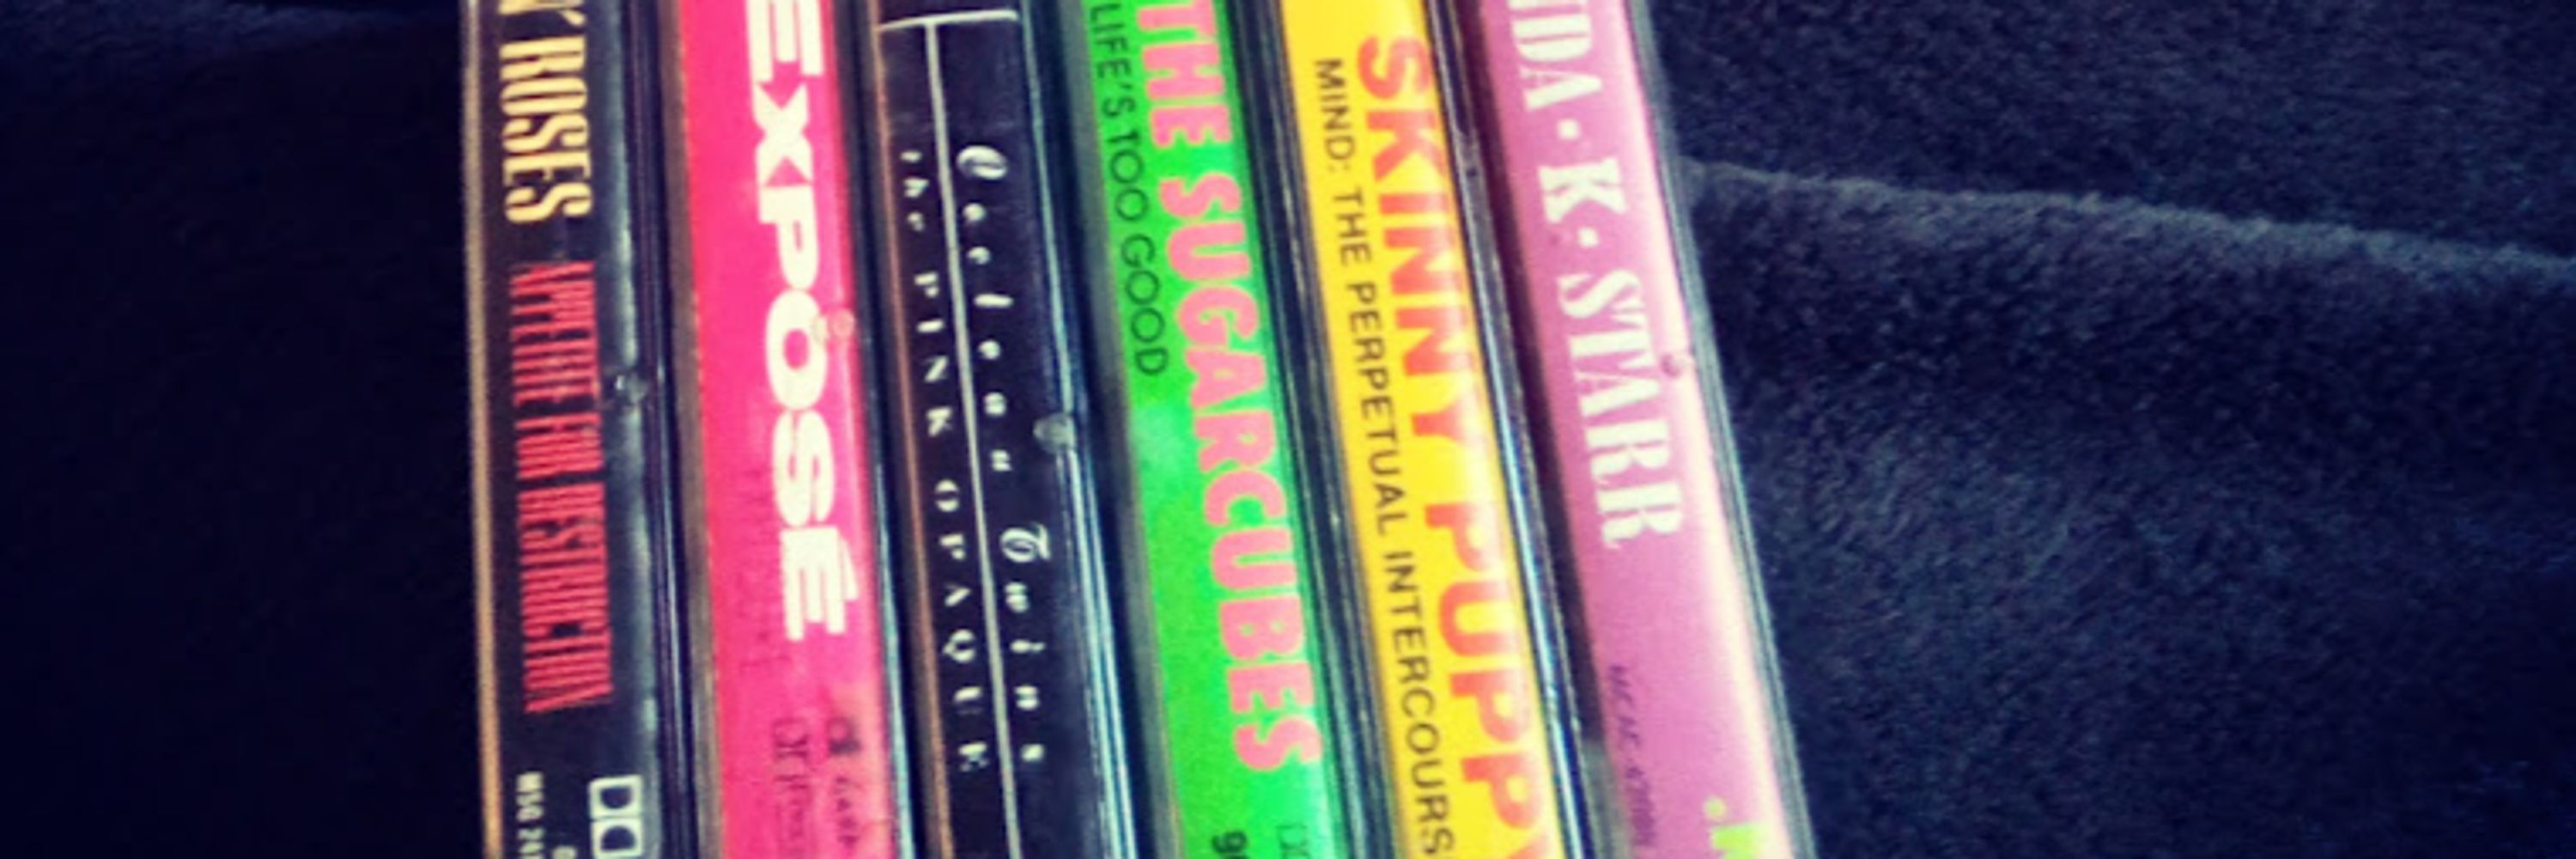 ROSES APPETITE FOR DESTRUCTION
EXPOSÉ
Cocteau Twins
the PINK OPAQUE
THE SUGARCUBES
LIFE'S TOO GOOD
SKINNY PUPPY
MIND: THE PERPETUAL INTERCOURS
IDA · K · STARR